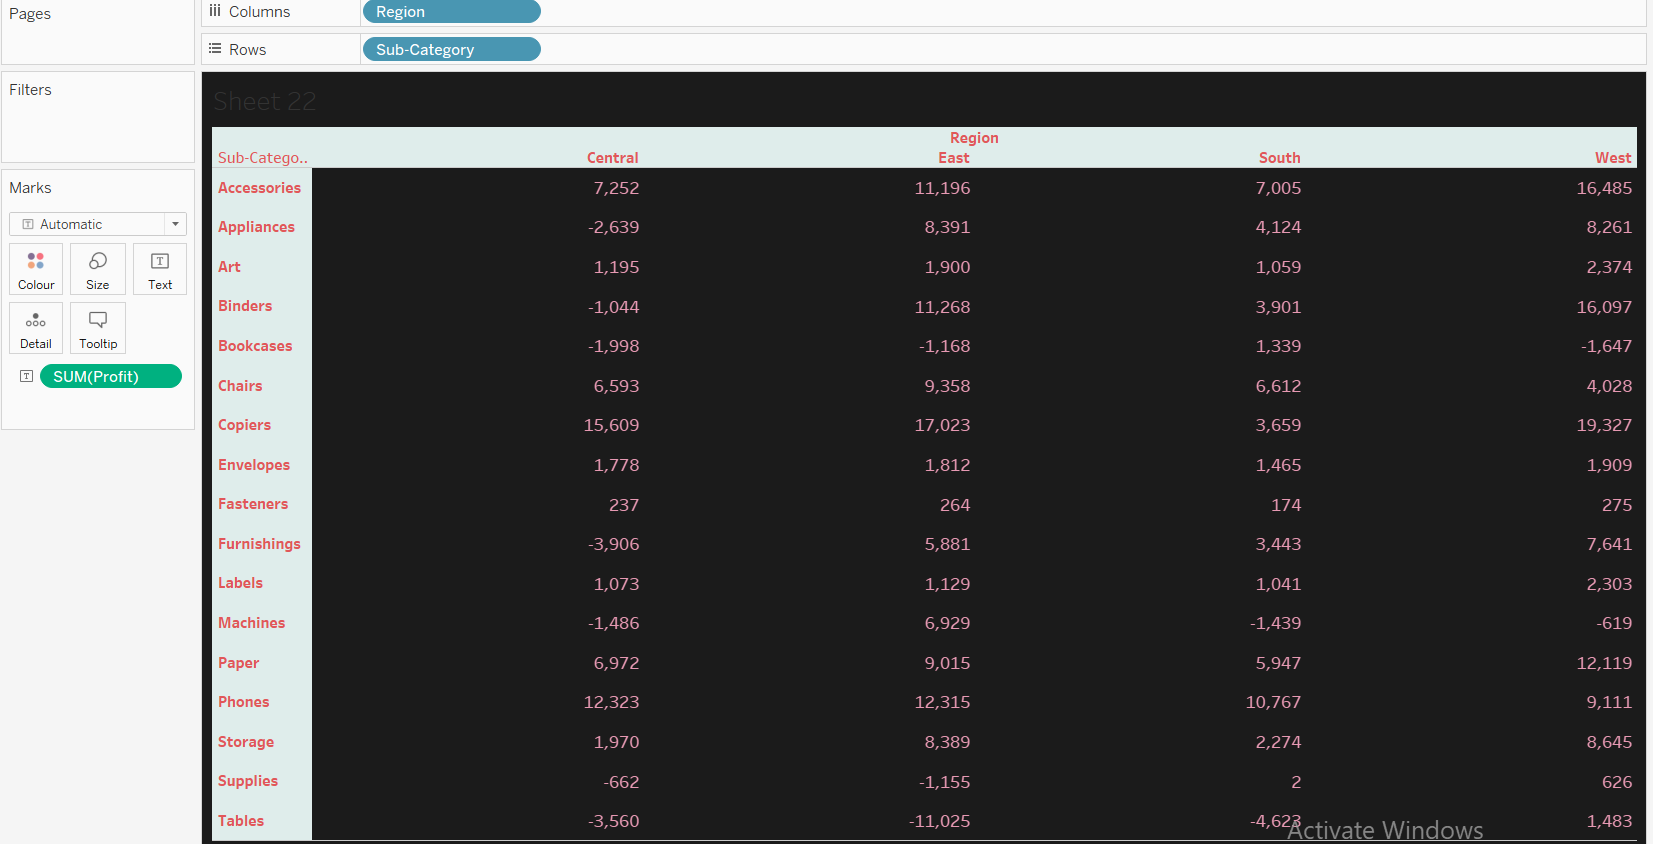 Pages
Columns Region
Rows Sub-Category
Filters
Marks
Automatic
Colour Size Text
Detail Tooltip
SUM(Profit)
Sheet 22
Region
Sub-Catego.. Central East South West
Accessories 7,252 11,196 7,005 16,485
Appliances -2,639 8,391 4,124 8,261
Art 1,195 1,900 1,059 2,374
Binders -1,044 11,268 3,901 16,097
Bookcases -1,998 -1,168 1,339 -1,647
Chairs 6,593 9,358 6,612 4,028
Copiers 15,609 17,023 3,659 19,327
Envelopes 1,778 1,812 1,465 1,909
Fasteners 237 264 174 275
Furnishings -3,906 5,881 3,443 7,641
Labels 1,073 1,129 1,041 2,303
Machines -1,486 6,929 -1,439 -619
Paper 6,972 9,015 5,947 12,119
Phones 12,323 12,315 10,767 9,111
Storage 1,970 8,389 2,274 8,645
Supplies -662 -1,155 2 626
Tables -3,560 -11,025 -4,623 1,483
Activate Windows